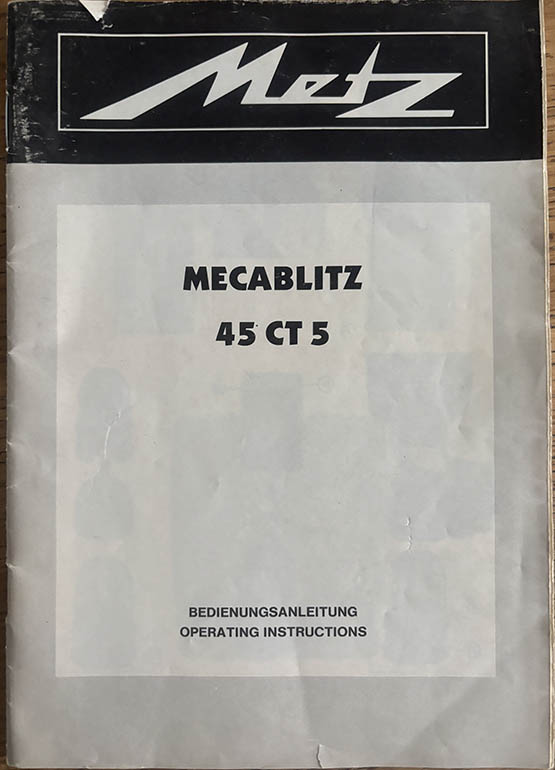 Metz
MECABLITZ
45 CT 5
BEDIENUNGSANLEITUNG
OPERATING INSTRUCTIONS